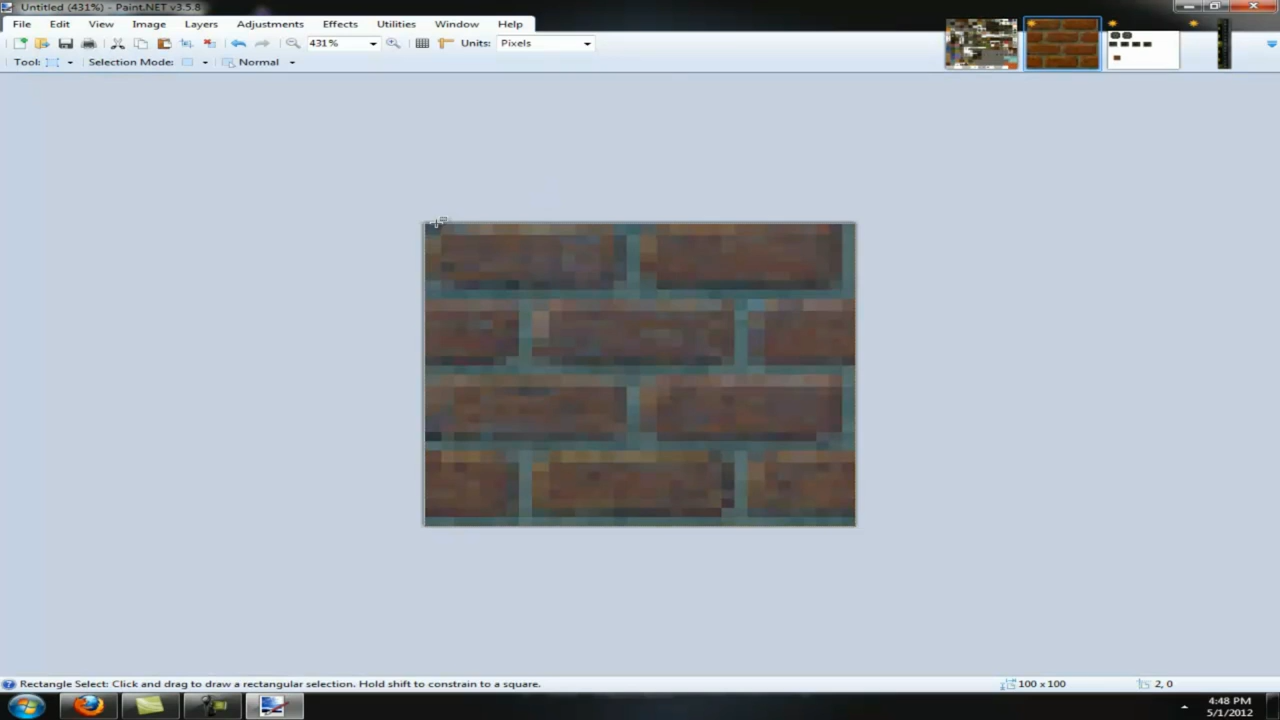 Untitled (431%) - Paint.NET v3.5.8
File Edit View Image Layers Adjustments Effects Utilities Window Help
431% Units: Pixels
Tool: Selection Mode: Normal
Rectangle Select: Click and drag to draw a rectangular selection. Hold shift to constrain to a square. 100 x 100 2, 0
4:48 PM
5/1/2012